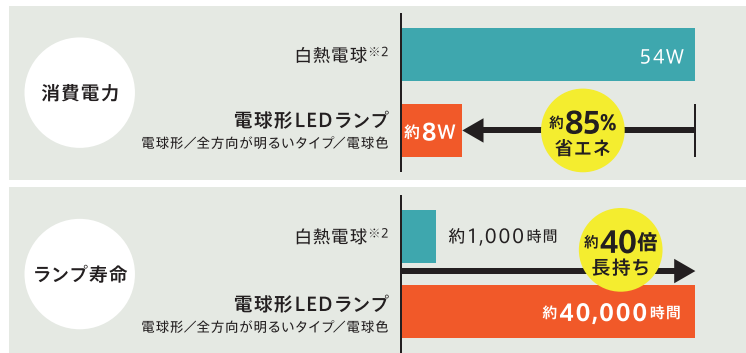 消費電力
白熱電球※2
54W
電球形LEDランプ
電球形／全方向が明るいタイプ／電球色
約8W
約85%
省エネ
ランプ寿命
白熱電球※2
約1,000時間
約40倍
長持ち
電球形LEDランプ
電球形／全方向が明るいタイプ／電球色
約40,000時間